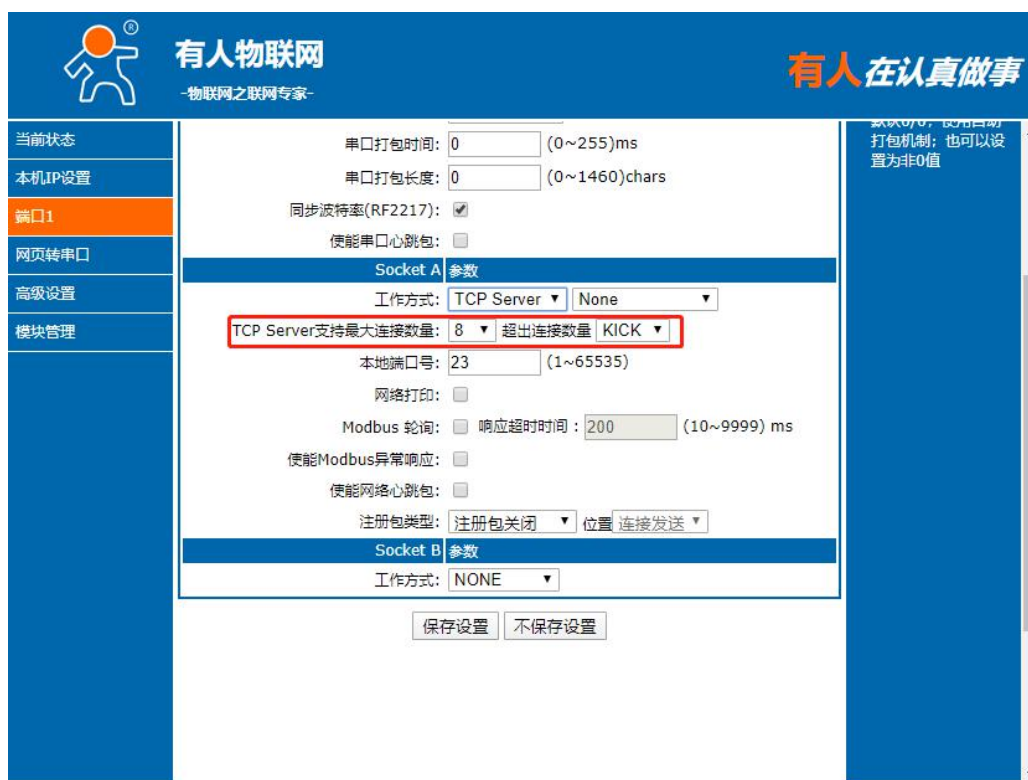 ®
有人物联网
-物联网之联网专家-
有人在认真做事
当前状态
本机IP设置
端口1
网页转串口
高级设置
模块管理
串口打包时间: 0 (0~255)ms
串口打包长度: 0 (0~1460)chars
同步波特率(RF2217):
使能串口心跳包:
Socket A 参数
工作方式: TCP Server None
TCP Server支持最大连接数量: 8 超出连接数量 KICK
本地端口号: 23 (1~65535)
网络打印:
Modbus 轮询: 响应超时时间 : 200 (10~9999) ms
使能Modbus异常响应:
使能网络心跳包:
注册包类型: 注册包关闭 位置 连接发送
Socket B 参数
工作方式: NONE
保存设置 不保存设置
打包机制; 也可以设
置为非0值